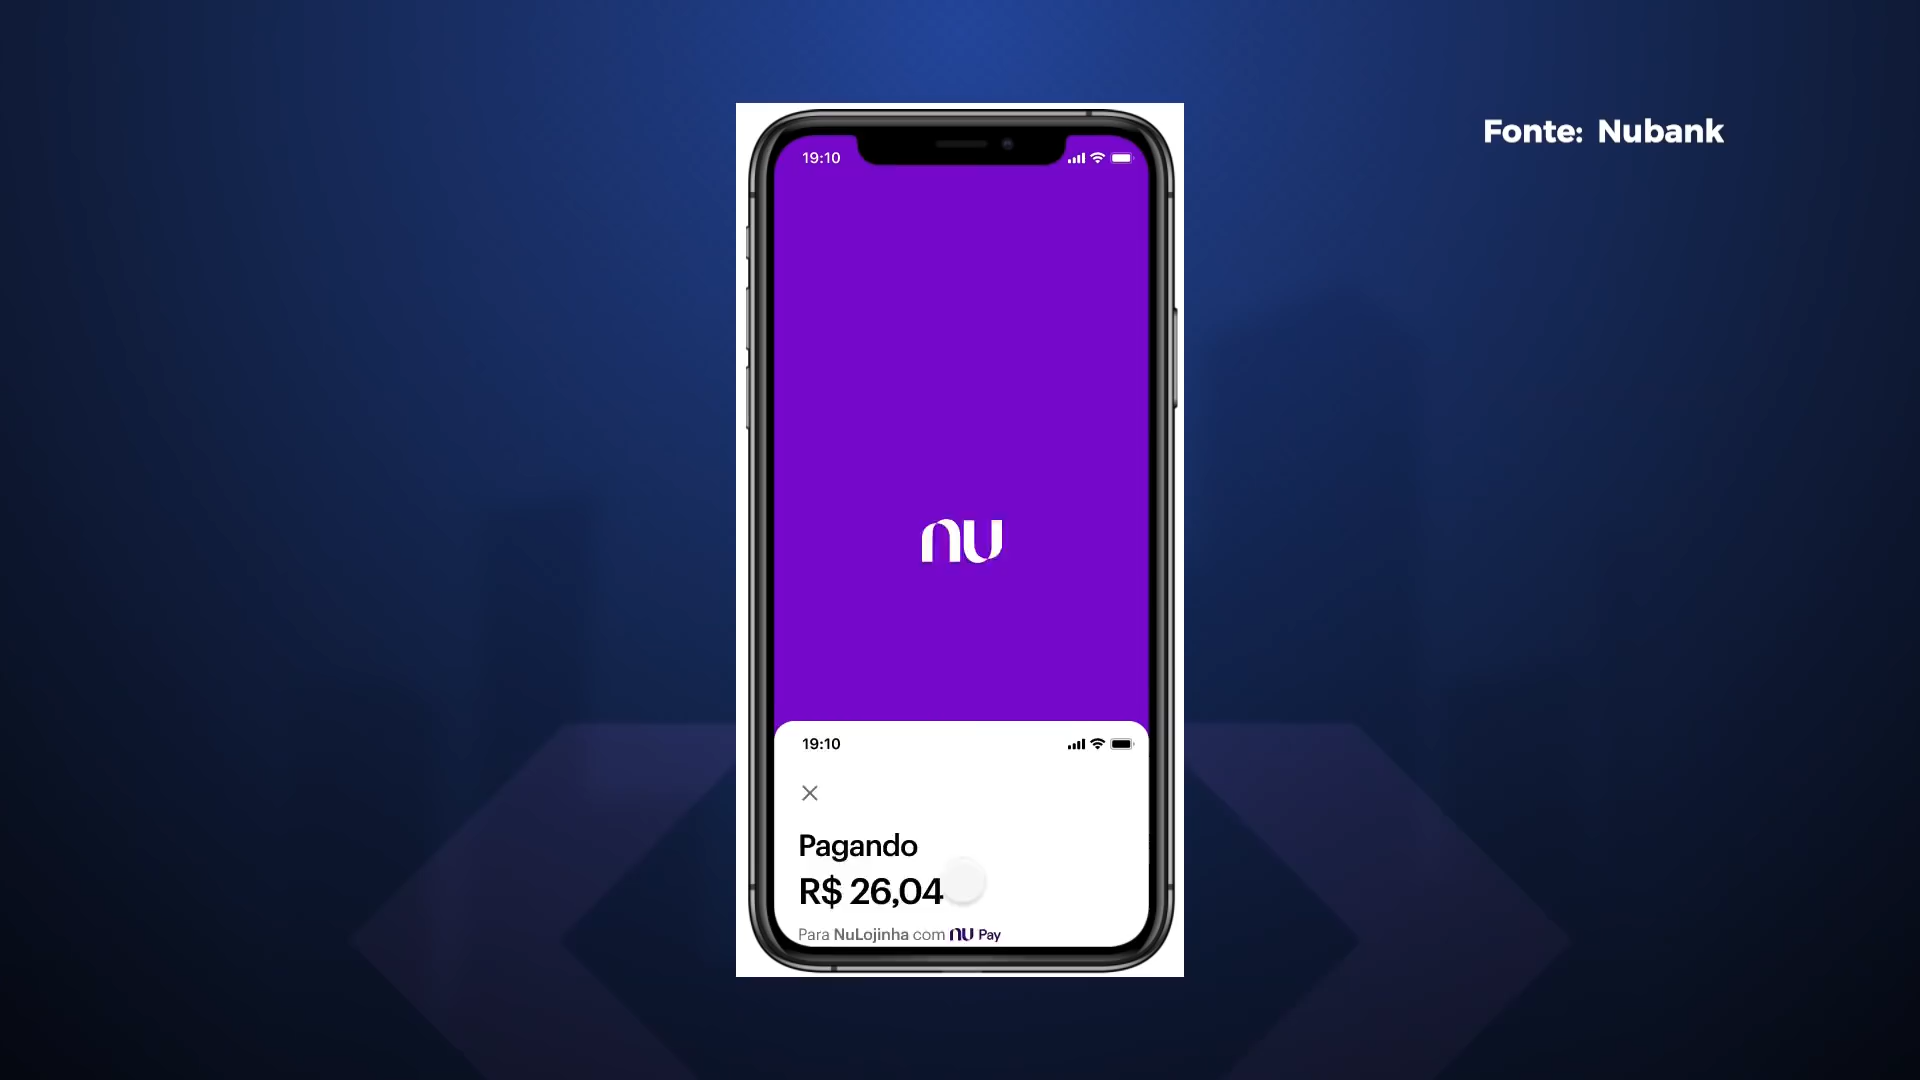 Fonte: Nubank
19:10
nu
19:10
Pagando
R$ 26,04
Para NuLojinha com nu Pay